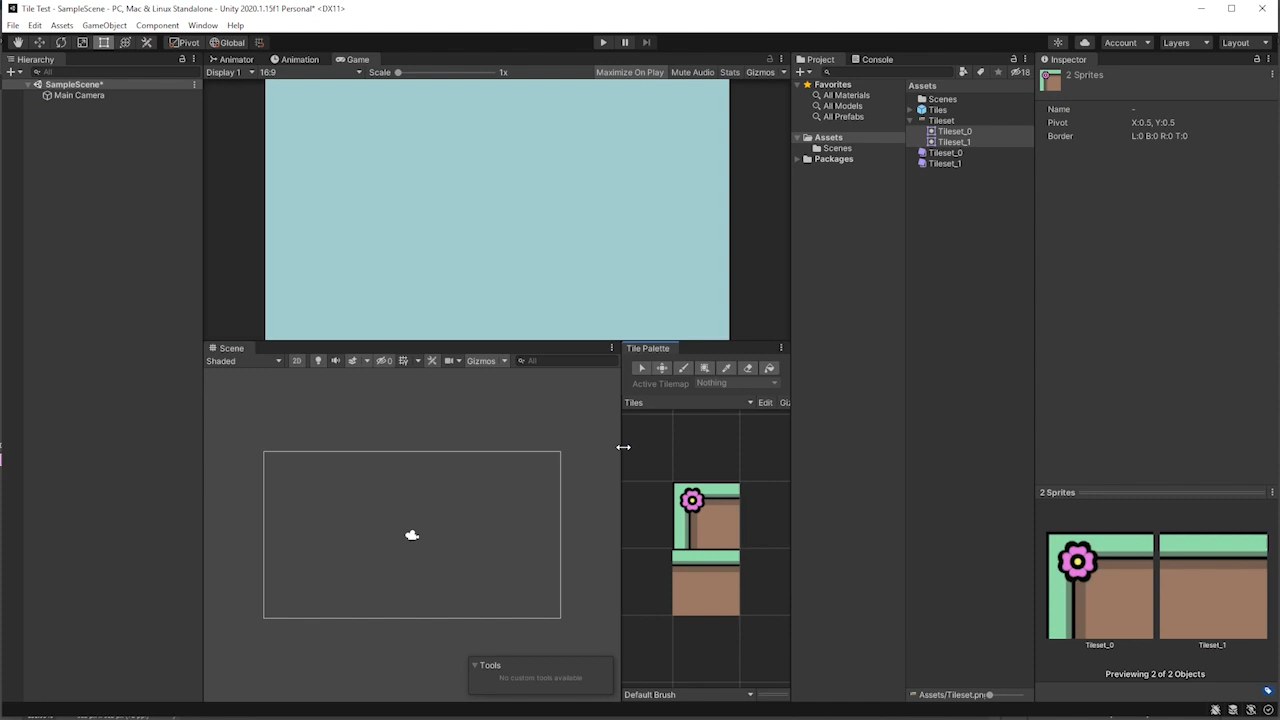 Tile Test - SampleScene - PC, Mac & Linux Standalone - Unity 2020.1.15f1 Personal* <DX11>
File Edit Assets GameObject Component Window Help
Pivot Global Account Layers Layout
Hierarchy
All
SampleScene*
Main Camera
Animator Animation Game
Display 1 16:9 Scale 1x Maximize On Play Mute Audio Stats Gizmos
Scene
Shaded 2D 0 Gizmos All
Tools
No custom tools available
Tile Palette
Active Tilemap Nothing
Tiles Edit Giz
Default Brush
Project Console
18
Favorites
All Materials
All Models
All Prefabs
Assets
Scenes
Packages
Assets
Scenes
Tiles
Tileset
Tileset_0
Tileset_1
Tileset_0
Tileset_1
Assets/Tileset.png
Inspector
2 Sprites
Name -
Pivot X:0.5, Y:0.5
Border L:0 B:0 R:0 T:0
2 Sprites
Tileset_0 Tileset_1
Previewing 2 of 2 Objects